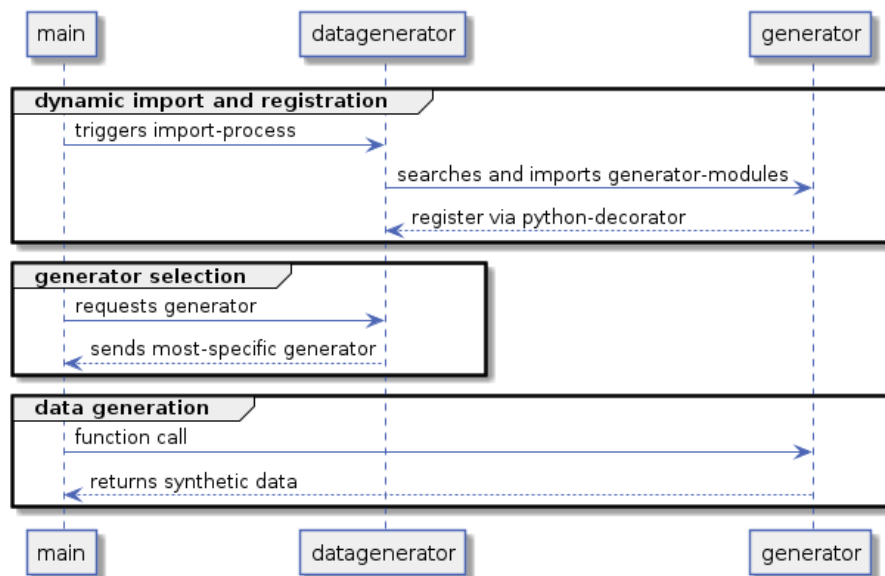 main
datagenerator
generator
dynamic import and registration
triggers import-process
searches and imports generator-modules
register via python-decorator
generator selection
requests generator
sends most-specific generator
data generation
function call
returns synthetic data
main
datagenerator
generator